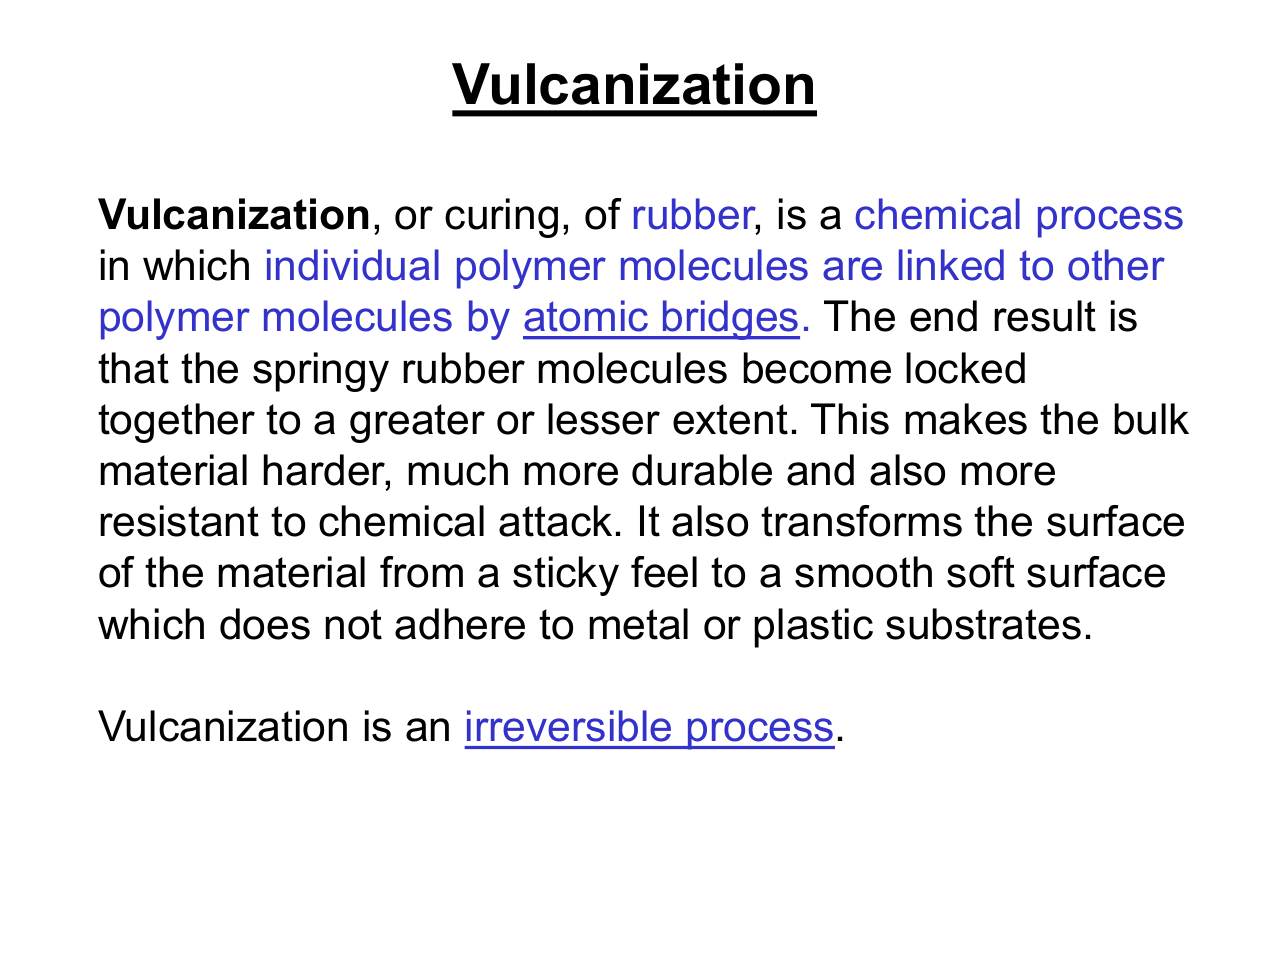 Vulcanization
Vulcanization, or curing, of rubber, is a chemical process
in which individual polymer molecules are linked to other
polymer molecules by atomic bridges. The end result is
that the springy rubber molecules become locked
together to a greater or lesser extent. This makes the bulk
material harder, much more durable and also more
resistant to chemical attack. It also transforms the surface
of the material from a sticky feel to a smooth soft surface
which does not adhere to metal or plastic substrates.
Vulcanization is an irreversible process.